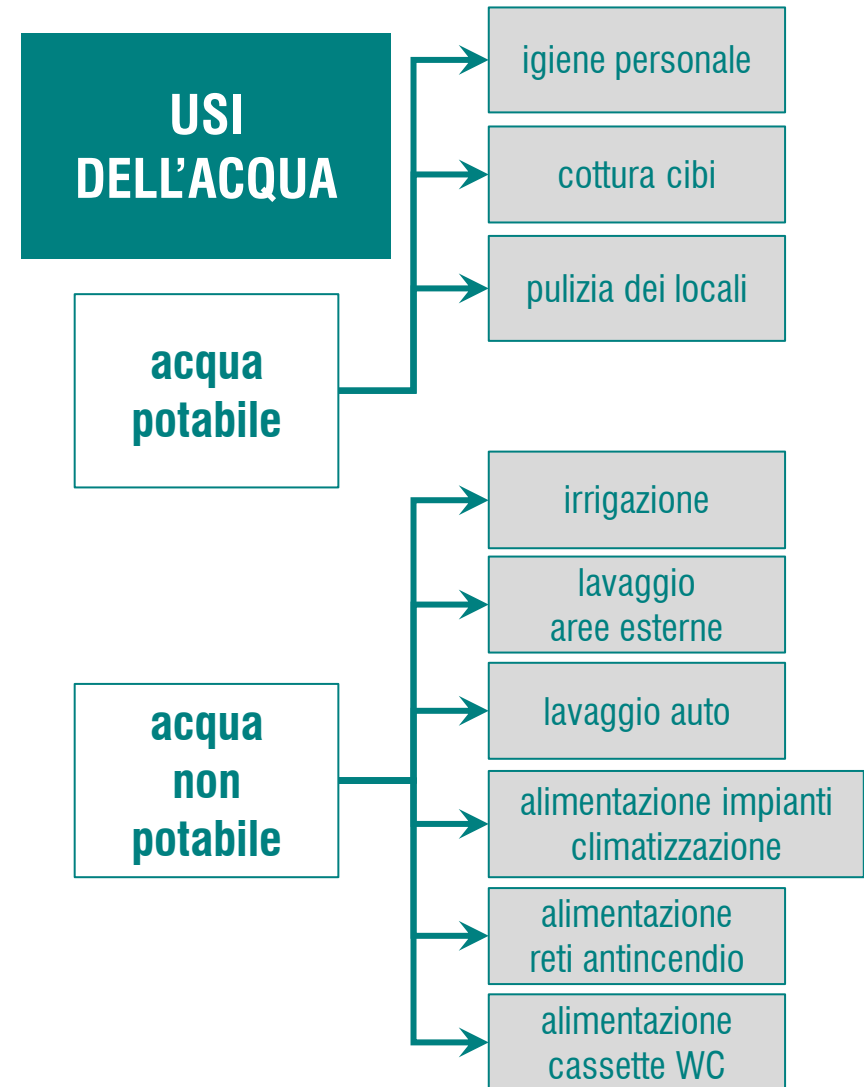 USI
DELL’ACQUA
acqua
potabile
igiene personale
cottura cibi
pulizia dei locali
acqua
non
potabile
irrigazione
lavaggio
aree esterne
lavaggio auto
alimentazione impianti
climatizzazione
alimentazione
reti antincendio
alimentazione
cassette WC